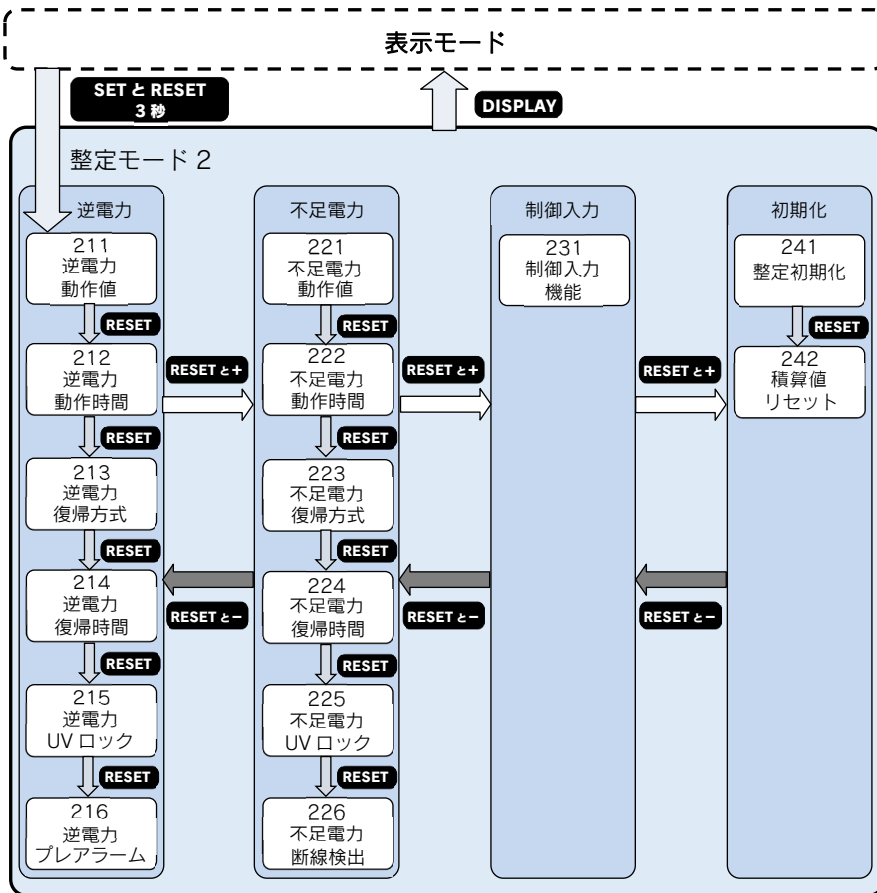 表示モード
SET と RESET
3 秒
DISPLAY
整定モード 2
逆電力
211
逆電力
動作値
RESET
212
逆電力
動作時間
RESET
213
逆電力
復帰方式
RESET
214
逆電力
復帰時間
RESET
215
逆電力
UV ロック
RESET
216
逆電力
プレアラーム
RESET と+
RESET と−
不足電力
221
不足電力
動作値
RESET
222
不足電力
動作時間
RESET
223
不足電力
復帰方式
RESET
224
不足電力
復帰時間
RESET
225
不足電力
UV ロック
RESET
226
不足電力
断線検出
RESET と+
RESET と−
制御入力
231
制御入力
機能
RESET と+
RESET と−
初期化
241
整定初期化
RESET
242
積算値
リセット